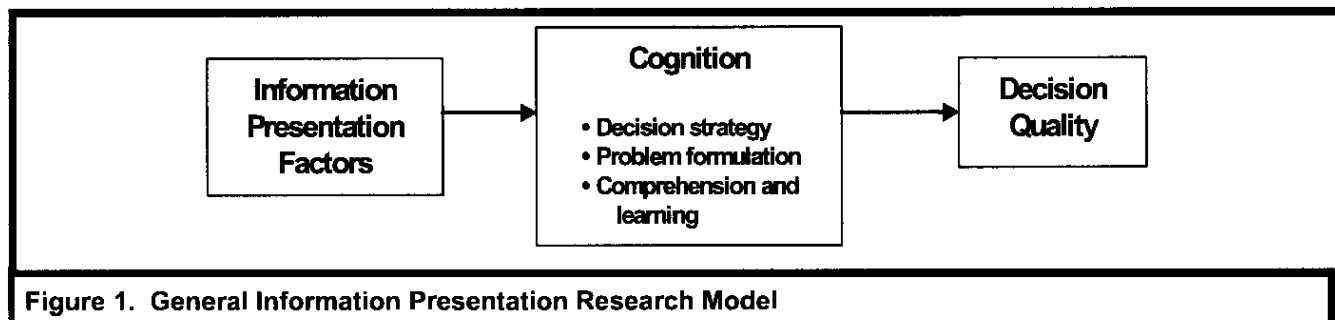 Information
Presentation
Factors
Cognition
• Decision strategy
• Problem formulation
• Comprehension and
learning
Decision
Quality
Figure 1. General Information Presentation Research Model